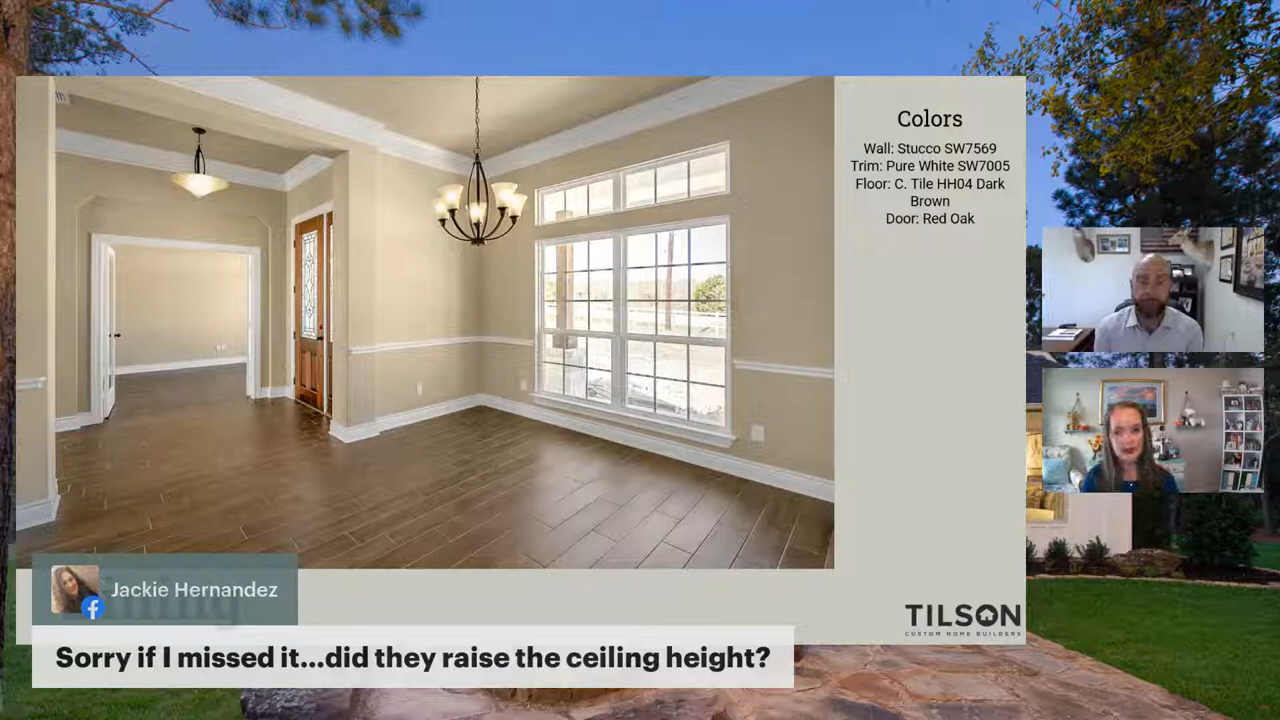 Colors
Wall: Stucco SW7569
Trim: Pure White SW7005
Floor: C. Tile HH04 Dark
Brown
Door: Red Oak
Jackie Hernandez
Sorry if I missed it...did they raise the ceiling height?
TILSON
CUSTOM HOME BUILDERS